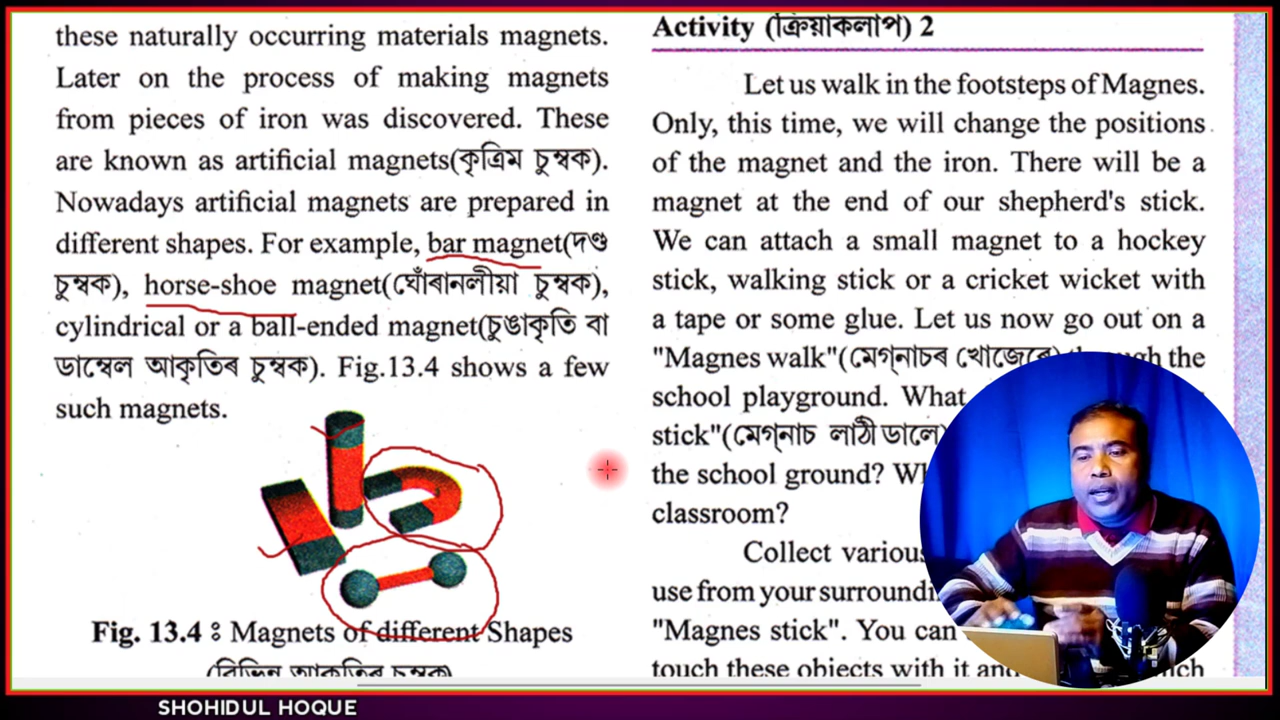 these naturally occurring materials magnets.
Later on the process of making magnets
from pieces of iron was discovered. These
are known as artificial magnets(কৃত্ৰিম চুম্বক).
Nowadays artificial magnets are prepared in
different shapes. For example, bar magnet(দণ্ড
চুম্বক), horse-shoe magnet(ঘোঁৰানলীয়া চুম্বক),
cylindrical or a ball-ended magnet(চুঙাকৃতি বা
ডাম্বেল আকৃতিৰ চুম্বক). Fig.13.4 shows a few
such magnets.
Fig. 13.4 : Magnets of different Shapes
(বিভিন্ন আকৃতিৰ চুম্বক)
Activity (ক্ৰিয়াকলাপ) 2
Let us walk in the footsteps of Magnes.
Only, this time, we will change the positions
of the magnet and the iron. There will be a
magnet at the end of our shepherd's stick.
We can attach a small magnet to a hockey
stick, walking stick or a cricket wicket with
a tape or some glue. Let us now go out on a
"Magnes walk"(মেগ্‌নাচৰ খোজেৰে) the
school playground. What
stick"(মেগ্‌নাচ লাঠীডালে)
the school ground?
classroom?
Collect various
use from your
"Magnes stick". You can
touch these objects with it
SHOHIDUL HOQUE